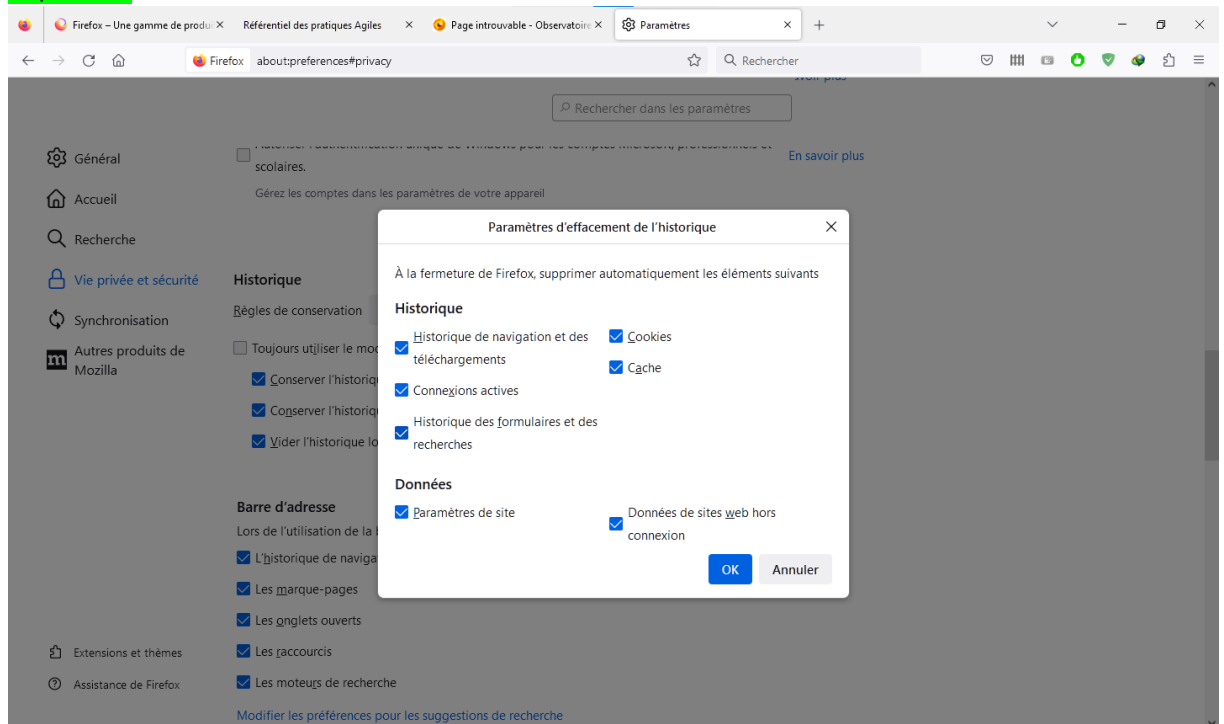 Firefox – Une gamme de produi
Référentiel des pratiques Agiles
Page introuvable - Observatoire
Paramètres
Firefox about:preferences#privacy
Rechercher
Rechercher dans les paramètres
Général
Accueil
Recherche
Vie privée et sécurité
Synchronisation
Autres produits de
Mozilla
Extensions et thèmes
Assistance de Firefox
scolaires.
En savoir plus
Gérez les comptes dans les paramètres de votre appareil
Historique
Règles de conservation
Toujours utiliser le mod
Conserver l'historiqu
Conserver l'historiqu
Vider l'historique lo
Barre d'adresse
Lors de l'utilisation de la b
L'historique de naviga
Les marque-pages
Les onglets ouverts
Les raccourcis
Les moteurs de recherche
Modifier les préférences pour les suggestions de recherche
Paramètres d'effacement de l'historique
À la fermeture de Firefox, supprimer automatiquement les éléments suivants
Historique
Historique de navigation et des
téléchargements
Cookies
Cache
Connexions actives
Historique des formulaires et des
recherches
Données
Paramètres de site
Données de sites web hors
connexion
OK
Annuler